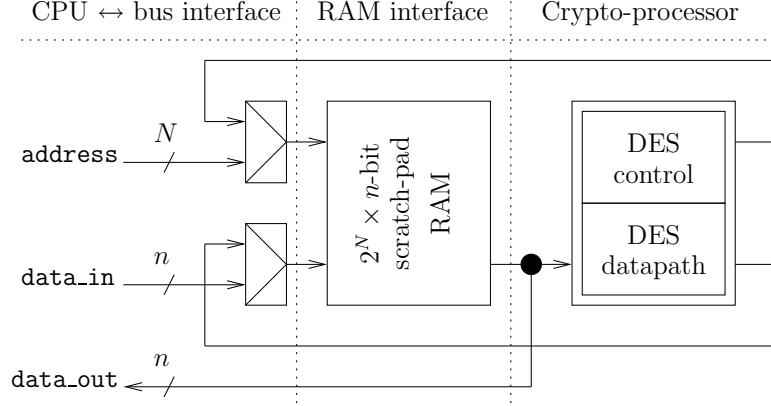 CPU ↔ bus interface
RAM interface
Crypto-processor
N
address
n
data_in
n
data_out
2^N × n-bit
scratch-pad
RAM
DES
control
DES
datapath